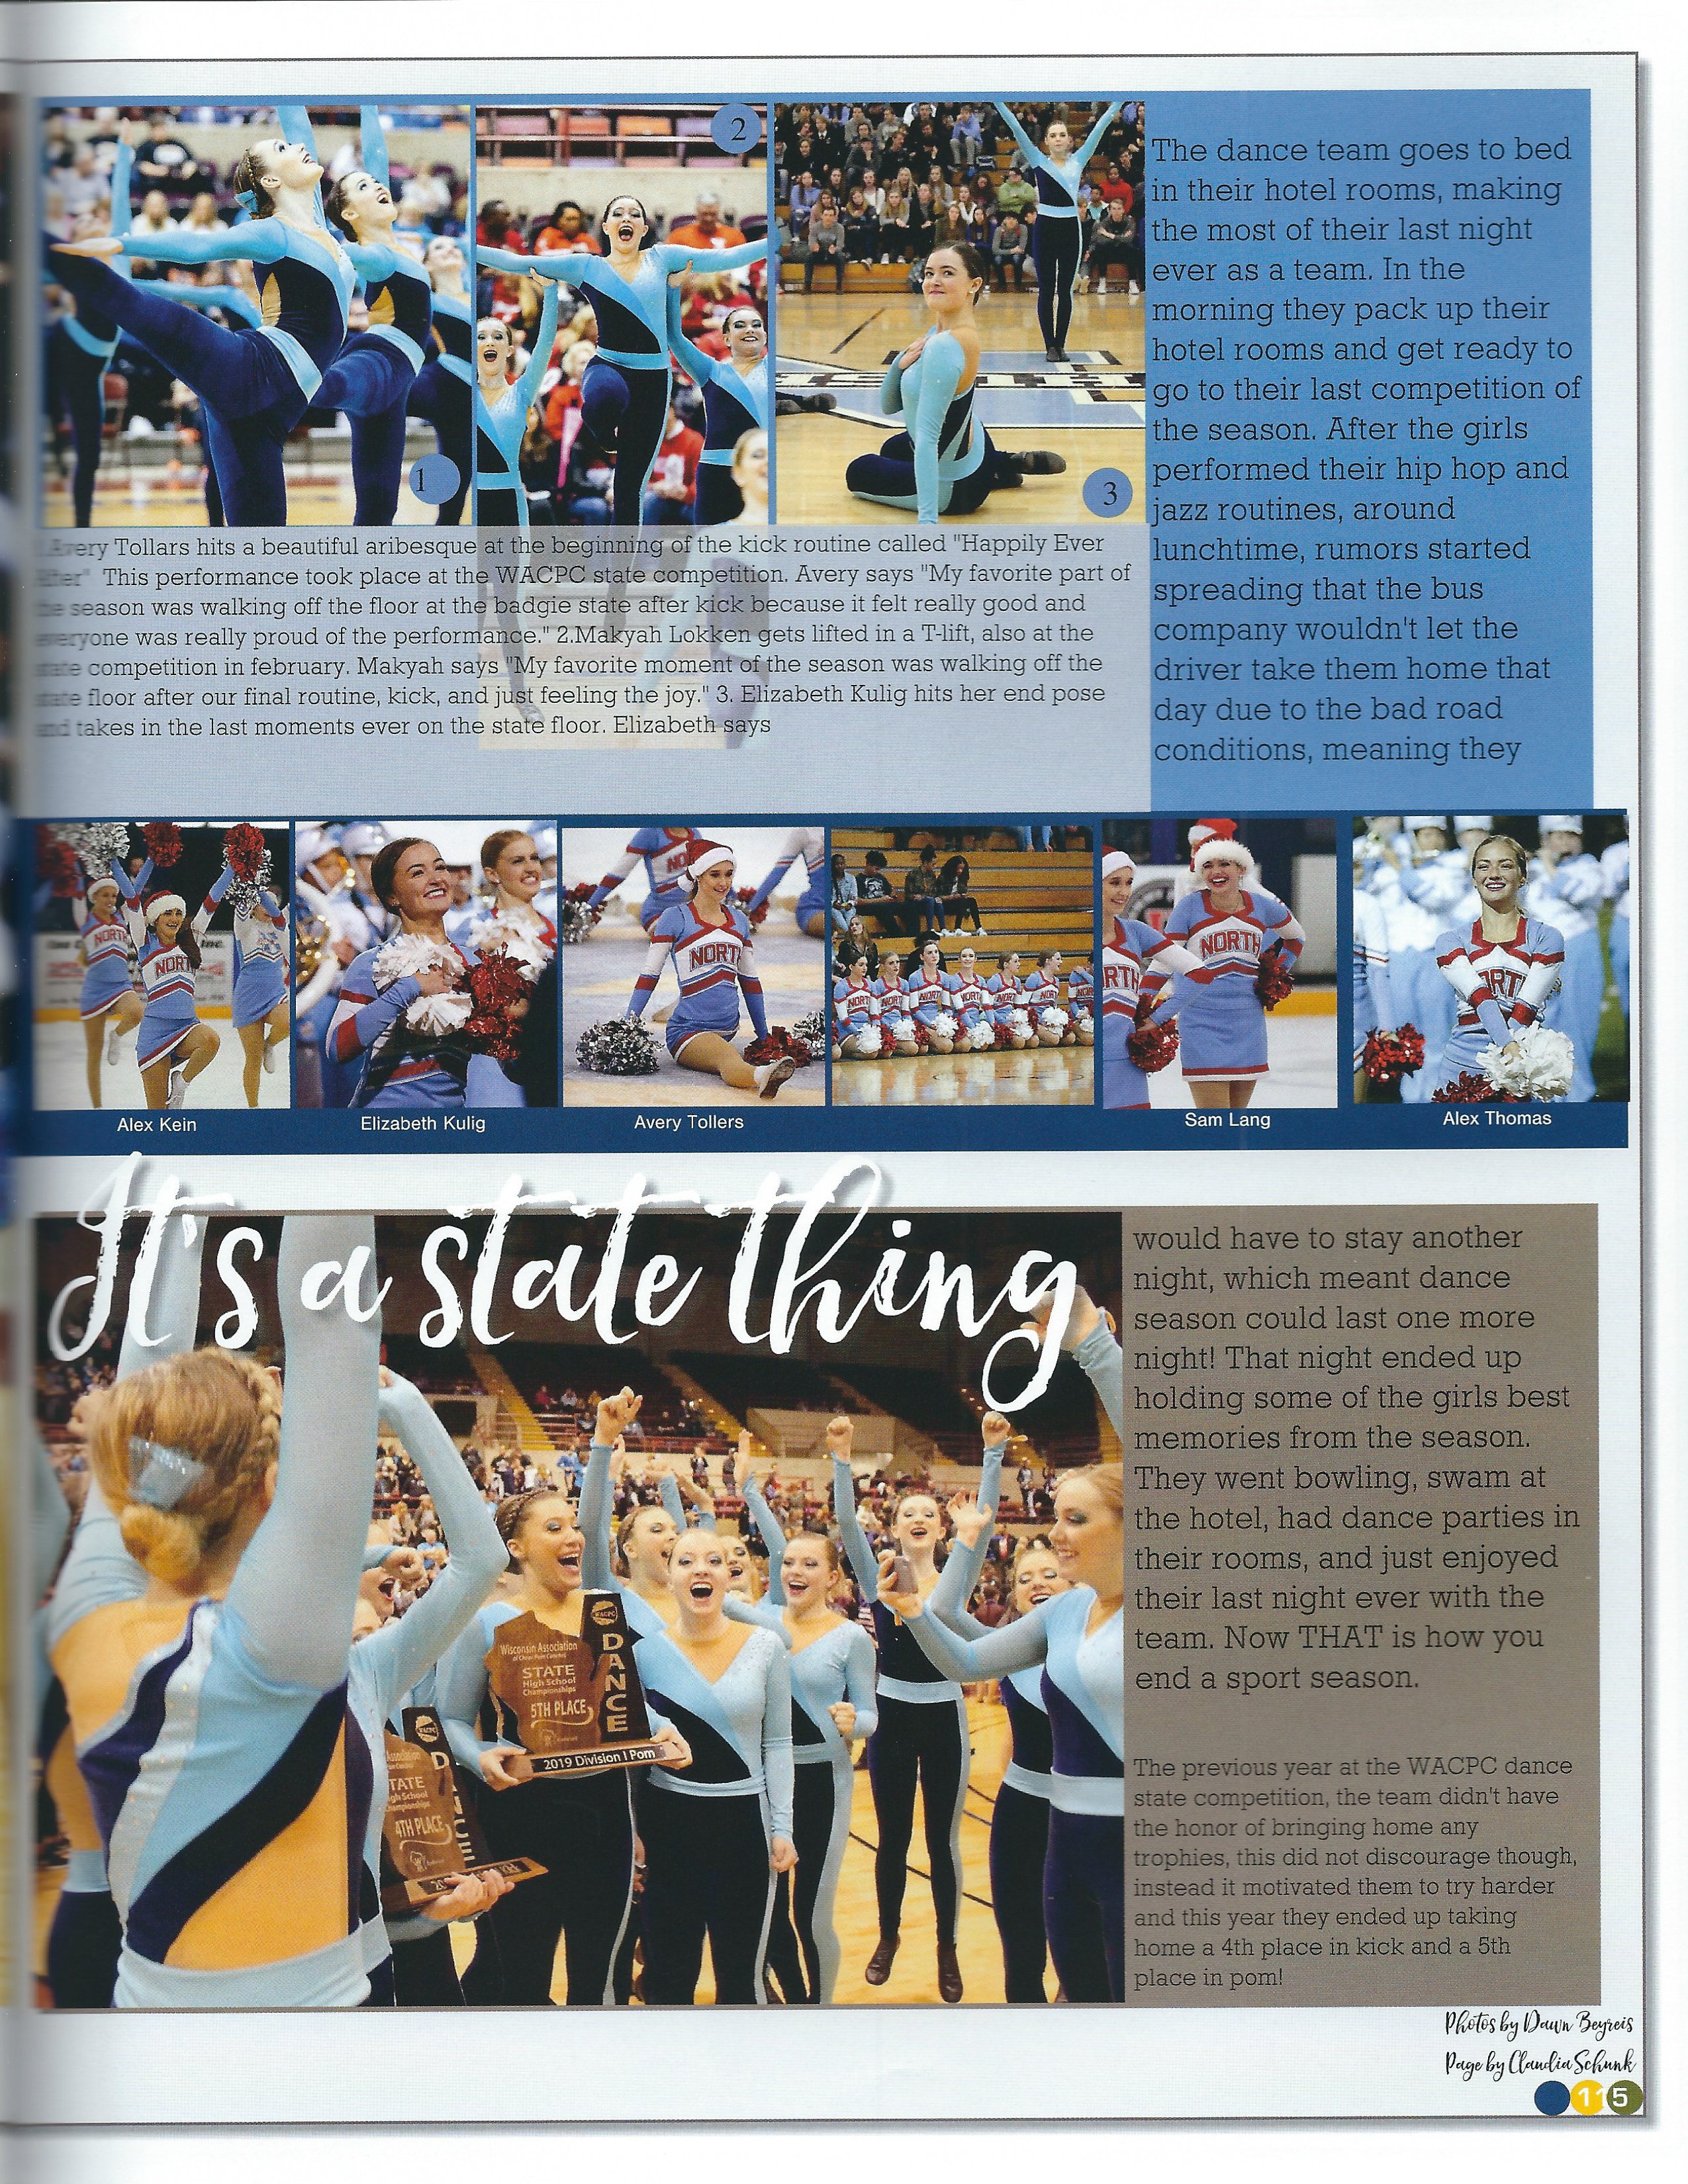 2
1
3
The dance team goes to bed
in their hotel rooms, making
the most of their last night
ever as a team. In the
morning they pack up their
hotel rooms and get ready to
go to their last competition of
the season. After the girls
performed their hip hop and
jazz routines, around
lunchtime, rumors started
spreading that the bus
company wouldn't let the
driver take them home that
day due to the bad road
conditions, meaning they
Avery Tollars hits a beautiful aribesque at the beginning of the kick routine called "Happily Ever
After" This performance took place at the WACPC state competition. Avery says "My favorite part of
the season was walking off the floor at the badgie state after kick because it felt really good and
everyone was really proud of the performance." 2.Makyah Lokken gets lifted in a T-lift, also at the
state competition in february. Makyah says "My favorite moment of the season was walking off the
state floor after our final routine, kick, and just feeling the joy." 3. Elizabeth Kulig hits her end pose
and takes in the last moments ever on the state floor. Elizabeth says
NORTH
NORT
NORT
NORTH
RTH
ORT
Alex Kein
Elizabeth Kulig
Avery Tollers
Sam Lang
Alex Thomas
It's a state thing
would have to stay another
night, which meant dance
season could last one more
night! That night ended up
holding some of the girls best
memories from the season.
They went bowling, swam at
the hotel, had dance parties in
their rooms, and just enjoyed
their last night ever with the
team. Now THAT is how you
end a sport season.
The previous year at the WACPC dance
state competition, the team didn't have
the honor of bringing home any
trophies, this did not discourage though,
instead it motivated them to try harder
and this year they ended up taking
home a 4th place in kick and a 5th
place in pom!
WACPC
Wisconsin Association
of Cheer/Pom Coaches
STATE
High School
Championships
5TH PLACE
DANCE
2019 Division I Pom
Association
TATE
igh School
hampionships
4TH PLACE
Photos by Dawn Beyreis
Page by Claudia Schunk
115